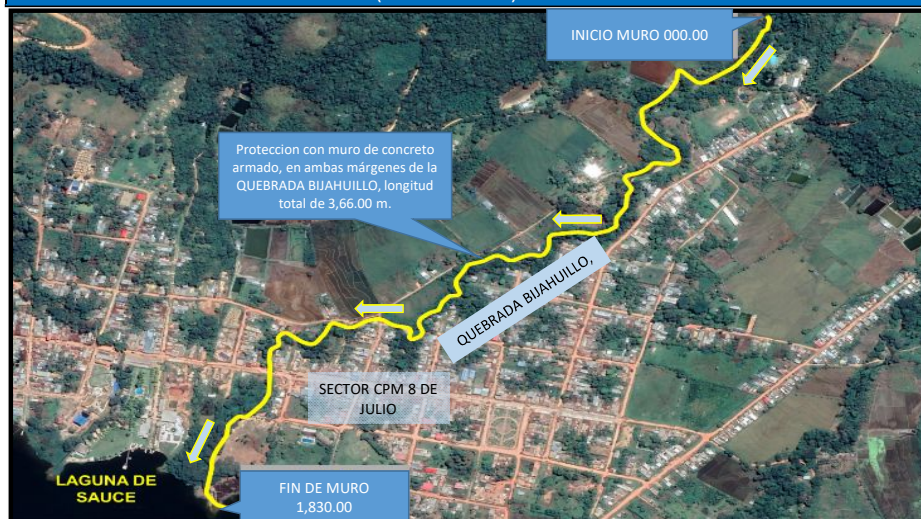 INICIO MURO 000.00
Proteccion con muro de concreto
armado, en ambas márgenes de la
QUEBRADA BIJAHUILLO, longitud
total de 3,66.00 m.
QUEBRADA BIJAHUILLO,
SECTOR CPM 8 DE
JULIO
LAGUNA DE
SAUCE
FIN DE MURO
1,830.00